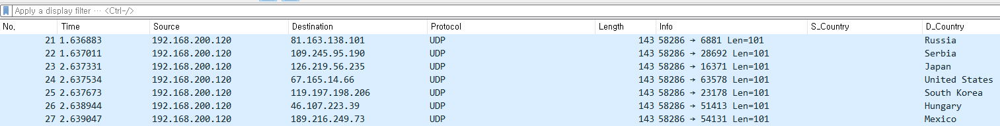 Apply a display filter ... <Ctrl-/>
No. Time Source Destination Protocol Length Info S_Country D_Country
21 1.636883 192.168.200.120 81.163.138.101 UDP 143 58286 → 6881 Len=101 Russia
22 1.637011 192.168.200.120 109.245.95.190 UDP 143 58286 → 28692 Len=101 Serbia
23 2.637331 192.168.200.120 126.219.56.235 UDP 143 58286 → 16371 Len=101 Japan
24 2.637534 192.168.200.120 67.165.14.66 UDP 143 58286 → 63578 Len=101 United States
25 2.637673 192.168.200.120 119.197.198.206 UDP 143 58286 → 23178 Len=101 South Korea
26 2.638944 192.168.200.120 46.107.223.39 UDP 143 58286 → 51413 Len=101 Hungary
27 2.639047 192.168.200.120 189.216.249.73 UDP 143 58286 → 54131 Len=101 Mexico